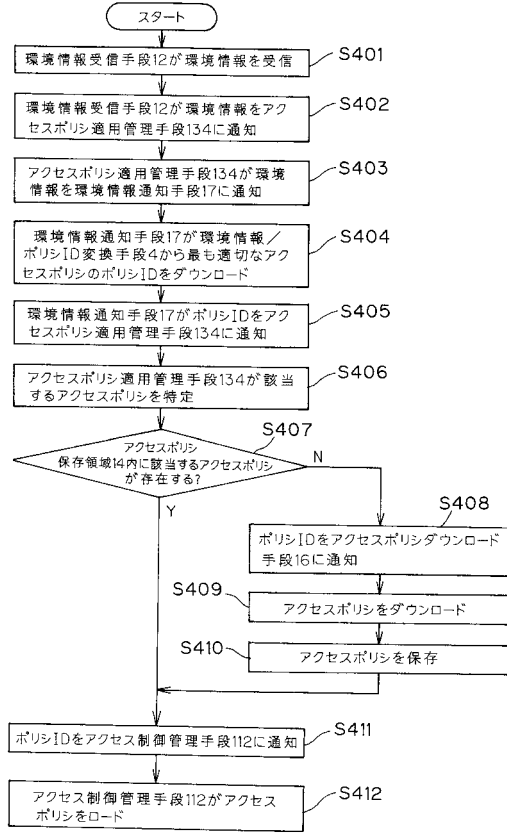 スタート
環境情報受信手段12が環境情報を受信
S401
環境情報受信手段12が環境情報をアク
セスポリシ適用管理手段134に通知
S402
アクセスポリシ適用管理手段134が環境
情報を環境情報通知手段17に通知
S403
環境情報通知手段17が環境情報／
ポリシID変換手段4から最も適切なア
クセスポリシのポリシIDをダウンロード
S404
環境情報通知手段17がポリシIDをア
クセスポリシ適用管理手段134に通知
S405
アクセスポリシ適用管理手段134が該当
するアクセスポリシを特定
S406
S407
アクセスポリシ
保存領域14内に該当するアクセスポリシ
が存在する?
N
Y
S408
ポリシIDをアクセスポリシダウンロード
手段16に通知
S409
アクセスポリシをダウンロード
S410
アクセスポリシを保存
S411
ポリシIDをアクセス制御管理手段112に通知
アクセス制御管理手段112がアクセス
ポリシをロード
S412